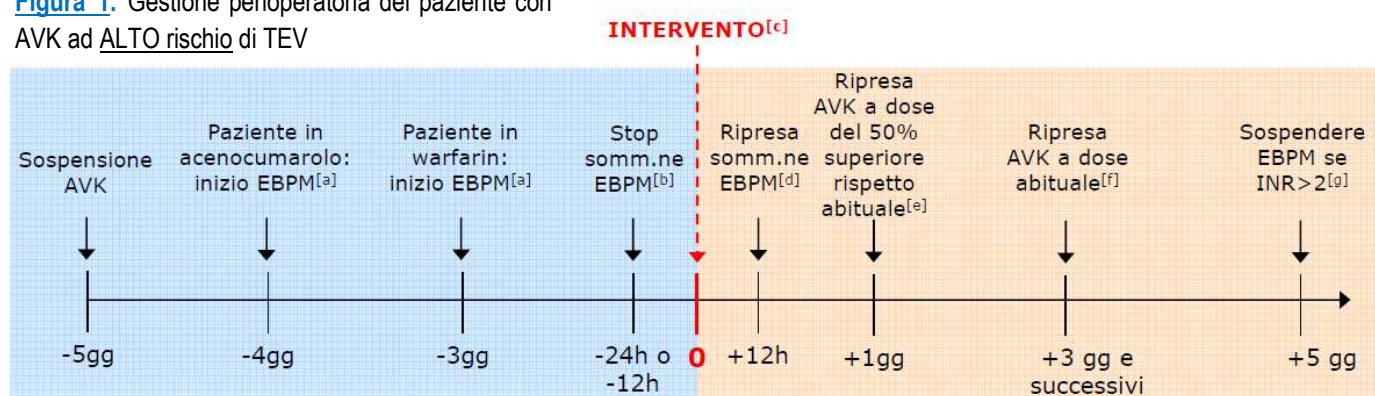 Figura 1. Gestione perioperatoria del paziente con
AVK ad ALTO rischio di TEV
INTERVENTO[c]
Sospensione
AVK
Paziente in
acenocumarolo:
inizio EBPM[a]
Paziente in
warfarin:
inizio EBPM[a]
Stop
somm.ne
EBPM[b]
Ripresa
somm.ne
EBPM[d]
Ripresa
AVK a dose
del 50%
superiore
rispetto
abituale[e]
Ripresa
AVK a dose
abituale[f]
Sospendere
EBPM se
INR>2[g]
-5gg
-4gg
-3gg
-24h o
-12h
0
+12h
+1gg
+3 gg e
successivi
+5 gg